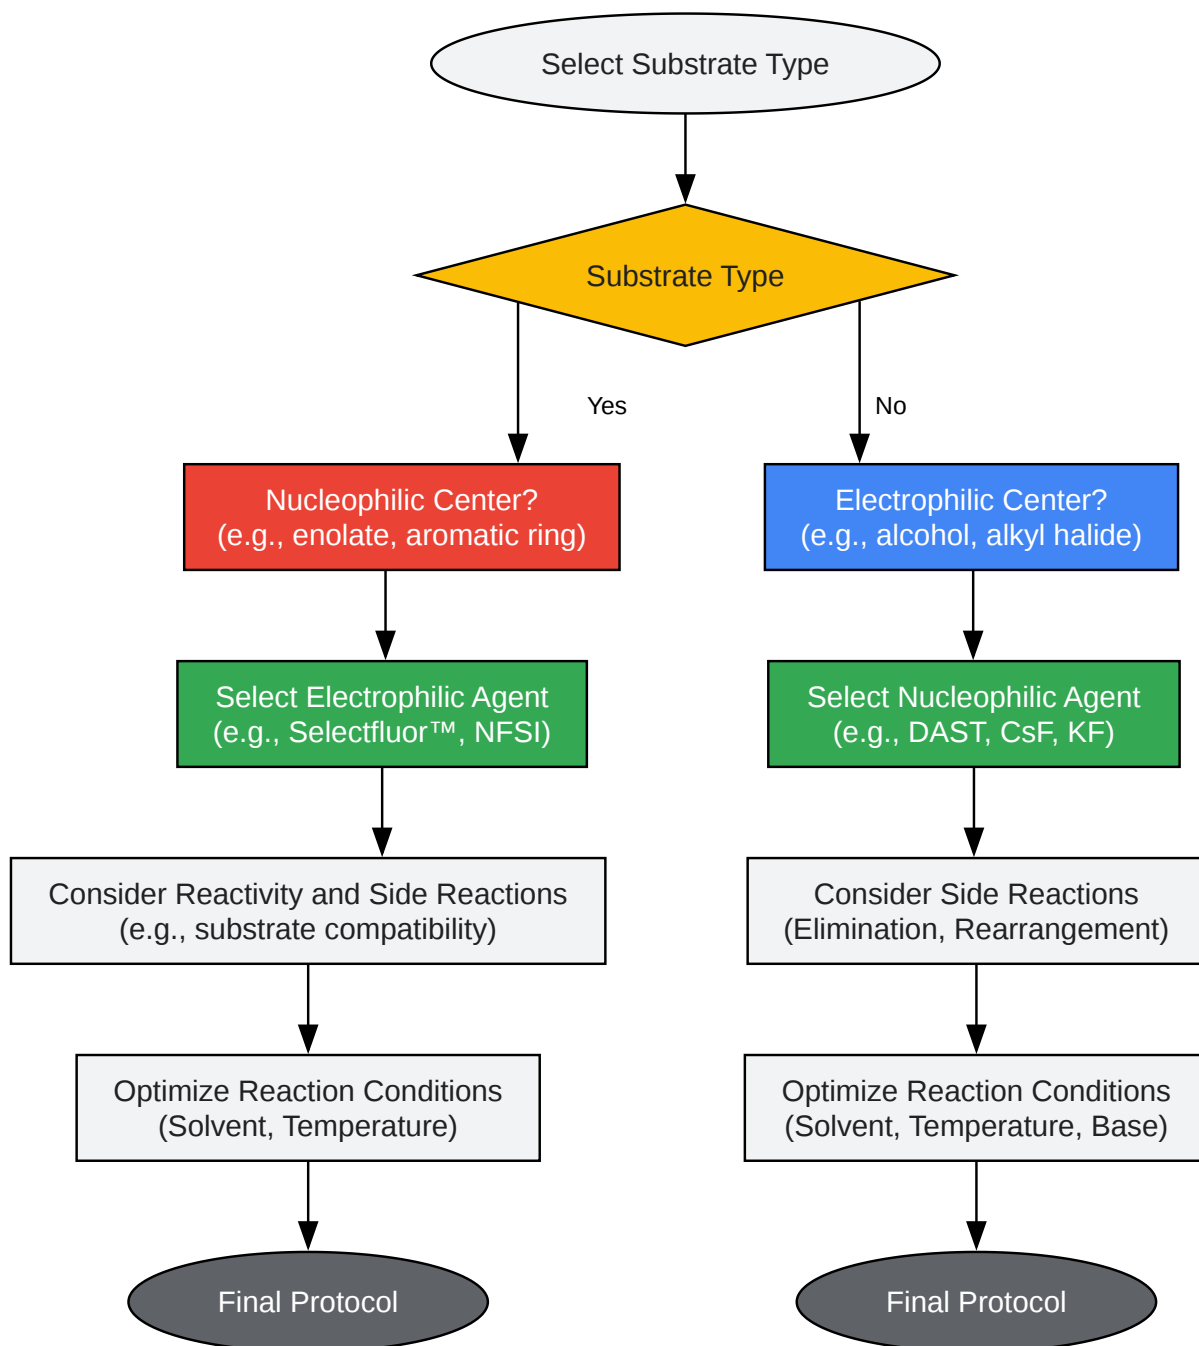 Select Substrate Type
Substrate Type
Yes
No
Nucleophilic Center?
(e.g., enolate, aromatic ring)
Electrophilic Center?
(e.g., alcohol, alkyl halide)
Select Electrophilic Agent
(e.g., Selectfluor™, NFSI)
Select Nucleophilic Agent
(e.g., DAST, CsF, KF)
Consider Reactivity and Side Reactions
(e.g., substrate compatibility)
Consider Side Reactions
(Elimination, Rearrangement)
Optimize Reaction Conditions
(Solvent, Temperature)
Optimize Reaction Conditions
(Solvent, Temperature, Base)
Final Protocol
Final Protocol